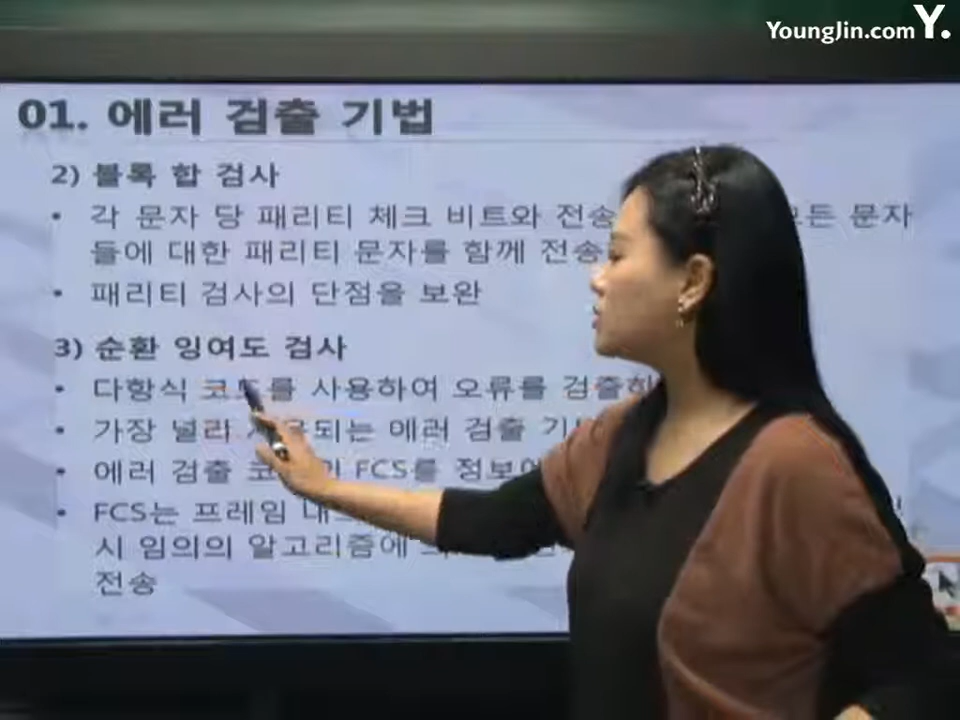 YoungJin.com Y.
01. 에러 검출 기법
2) 블록 합 검사
• 각 문자 당 패리티 체크 비트와 전송 문자
들에 대한 패리티 문자를 함께 전송
• 패리티 검사의 단점을 보완
3) 순환 잉여도 검사
• 다항식 코드를 사용하여 오류를 검출
• 가장 널리 에러 검출
• 에러 검출 FCS를
• FCS는 프레임
시 임의의 알고리즘에
전송